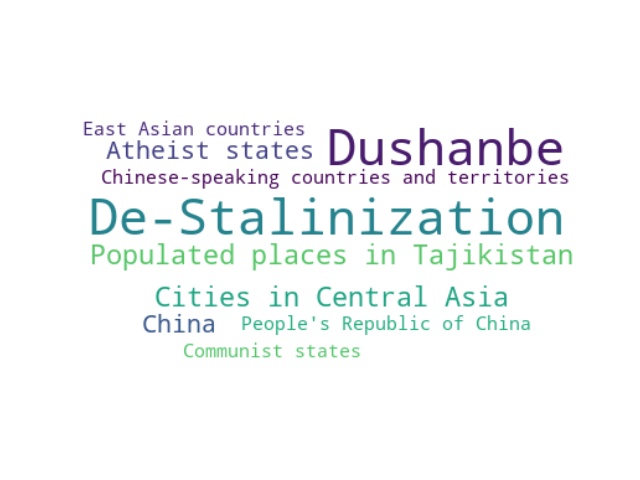 East Asian countries
Atheist states Dushanbe
Chinese-speaking countries and territories
De-Stalinization
Populated places in Tajikistan
Cities in Central Asia
China People's Republic of China
Communist states